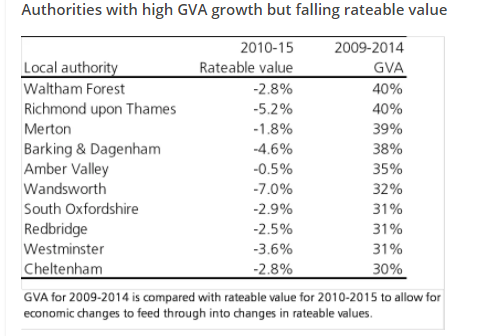 Authorities with high GVA growth but falling rateable value
2010-15 2009-2014
Local authority Rateable value GVA
Waltham Forest -2.8% 40%
Richmond upon Thames -5.2% 40%
Merton -1.8% 39%
Barking & Dagenham -4.6% 38%
Amber Valley -0.5% 35%
Wandsworth -7.0% 32%
South Oxfordshire -2.9% 31%
Redbridge -2.5% 31%
Westminster -3.6% 31%
Cheltenham -2.8% 30%
GVA for 2009-2014 is compared with rateable value for 2010-2015 to allow for
economic changes to feed through into changes in rateable values.